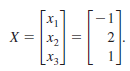 X = [x₁ x₂ x₃] = [−1 2 1].